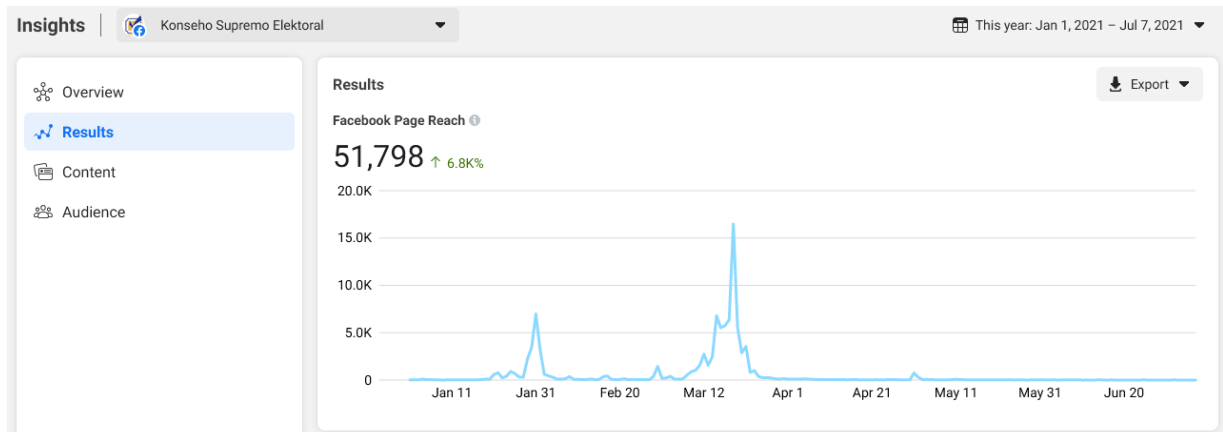 Insights
Konseho Supremo Elektoral
This year: Jan 1, 2021 – Jul 7, 2021
Overview
Results
Content
Audience
Results
Export
Facebook Page Reach
51,798 ↑ 6.8K%
20.0K
15.0K
10.0K
5.0K
0
Jan 11 Jan 31 Feb 20 Mar 12 Apr 1 Apr 21 May 11 May 31 Jun 20